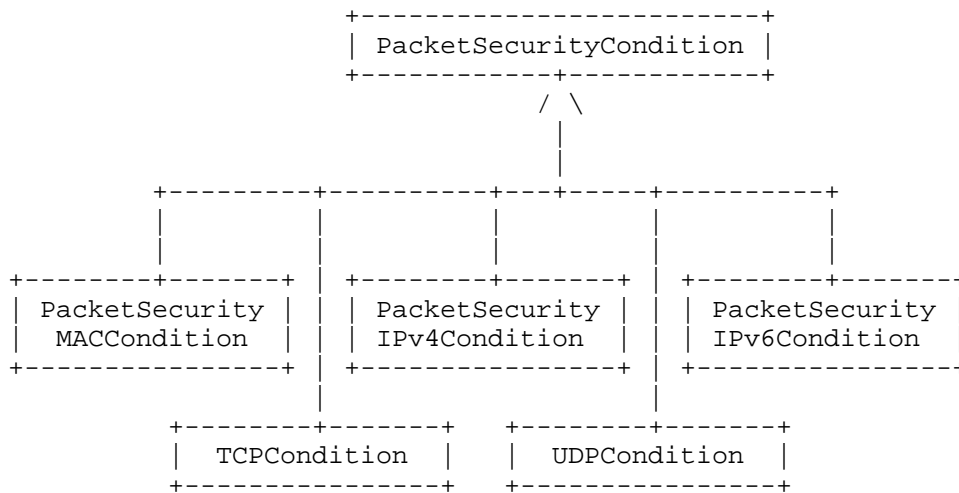 PacketSecurityCondition
PacketSecurity PacketSecurity PacketSecurity
MACCondition IPv4Condition IPv6Condition
TCPCondition UDPCondition